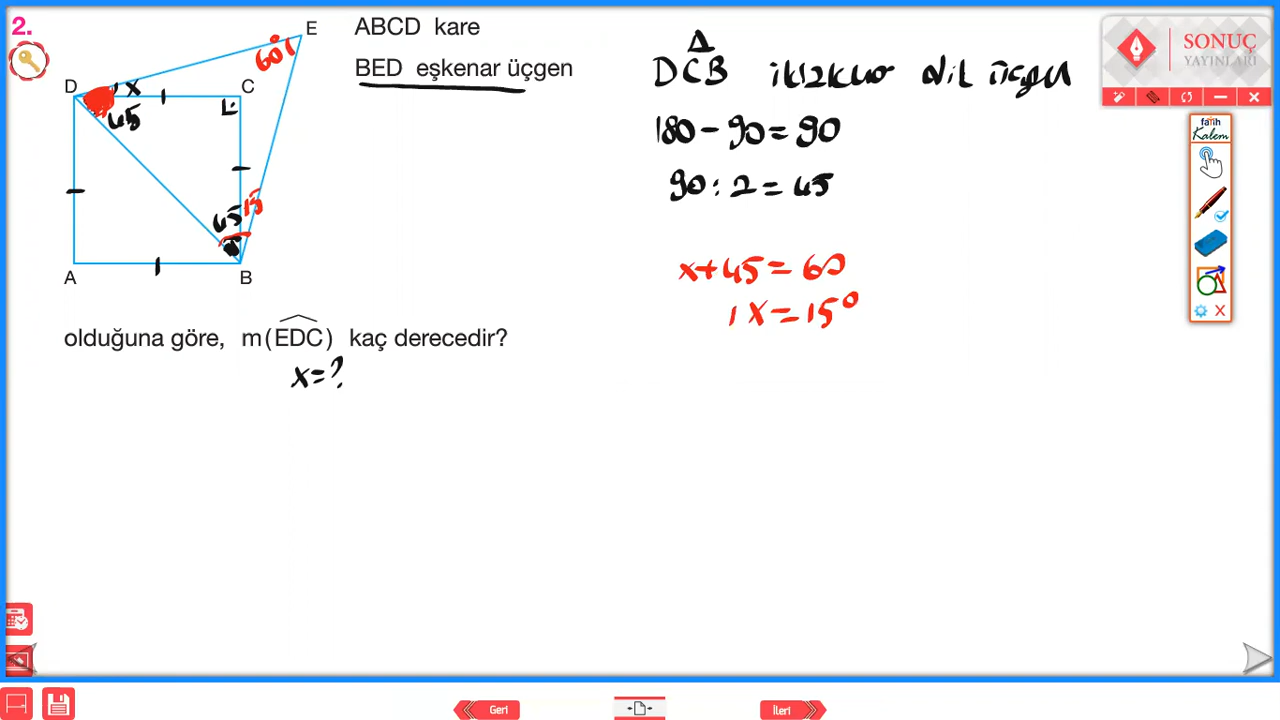 2.
ABCD kare
BED eşkenar üçgen
E
60°
D
x
C
45
45
15
A
B
olduğuna göre, m(EDC) kaç derecedir?
x=?
Δ
DCB ikizkenar dik üçgen
180 - 90 = 90
90 : 2 = 45
x+45=60
1x=15°
SONUÇ
YAYINLARI
fatih
Kalem
Geri
İleri